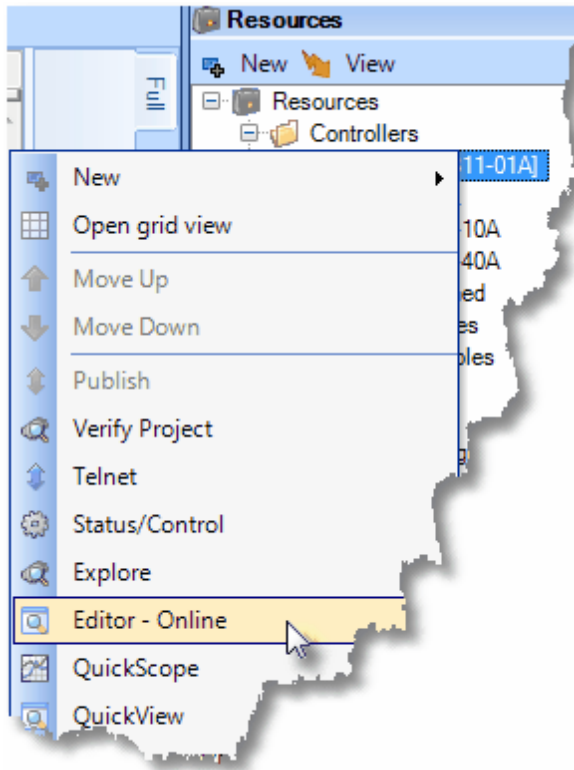 Resources
New View
Full
Resources
Controllers
11-01A]
New
Open grid view
10A
40A
Move Up
ed
Move Down
es
bles
Publish
Verify Project
g
Telnet
Status/Control
Explore
Editor - Online
QuickScope
QuickView